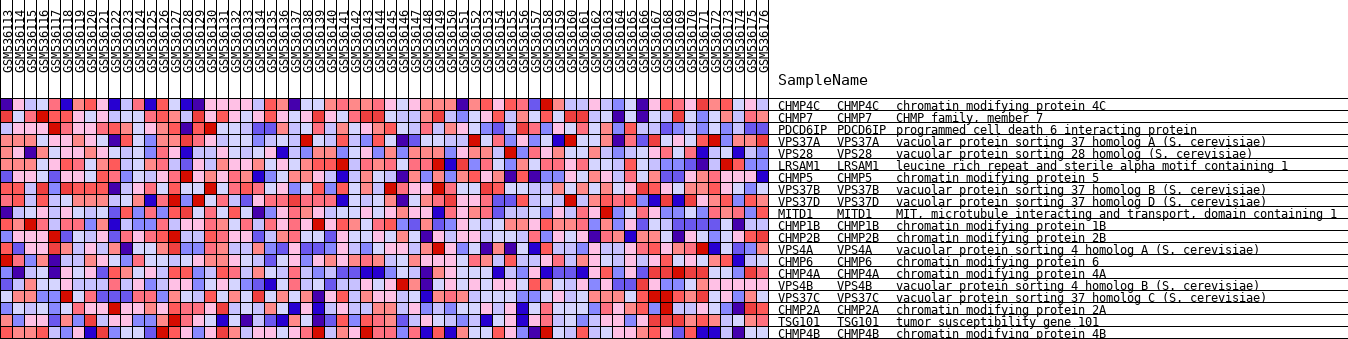 GSM536113 GSM536114 GSM536115 GSM536116 GSM536117 GSM536118 GSM536119 GSM536120 GSM536121 GSM536122 GSM536123 GSM536124 GSM536125 GSM536126 GSM536127 GSM536128 GSM536129 GSM536130 GSM536131 GSM536132 GSM536133 GSM536134 GSM536135 GSM536136 GSM536137 GSM536138 GSM536139 GSM536140 GSM536141 GSM536142 GSM536143 GSM536144 GSM536145 GSM536146 GSM536147 GSM536148 GSM536149 GSM536150 GSM536151 GSM536152 GSM536153 GSM536154 GSM536155 GSM536156 GSM536157 GSM536158 GSM536159 GSM536160 GSM536161 GSM536162 GSM536163 GSM536164 GSM536165 GSM536166 GSM536167 GSM536168 GSM536169 GSM536170 GSM536171 GSM536172 GSM536173 GSM536174 GSM536175 GSM536176
SampleName
CHMP4C CHMP4C chromatin modifying protein 4C
CHMP7 CHMP7 CHMP family, member 7
PDCD6IP PDCD6IP programmed cell death 6 interacting protein
VPS37A VPS37A vacuolar protein sorting 37 homolog A (S. cerevisiae)
VPS28 VPS28 vacuolar protein sorting 28 homolog (S. cerevisiae)
LRSAM1 LRSAM1 leucine rich repeat and sterile alpha motif containing 1
CHMP5 CHMP5 chromatin modifying protein 5
VPS37B VPS37B vacuolar protein sorting 37 homolog B (S. cerevisiae)
VPS37D VPS37D vacuolar protein sorting 37 homolog D (S. cerevisiae)
MITD1 MITD1 MIT, microtubule interacting and transport, domain containing 1
CHMP1B CHMP1B chromatin modifying protein 1B
CHMP2B CHMP2B chromatin modifying protein 2B
VPS4A VPS4A vacuolar protein sorting 4 homolog A (S. cerevisiae)
CHMP6 CHMP6 chromatin modifying protein 6
CHMP4A CHMP4A chromatin modifying protein 4A
VPS4B VPS4B vacuolar protein sorting 4 homolog B (S. cerevisiae)
VPS37C VPS37C vacuolar protein sorting 37 homolog C (S. cerevisiae)
CHMP2A CHMP2A chromatin modifying protein 2A
TSG101 TSG101 tumor susceptibility gene 101
CHMP4B CHMP4B chromatin modifying protein 4B